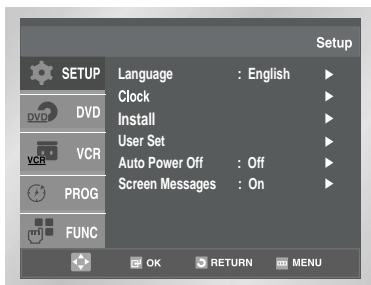 Setup
SETUP
Language : English ►
Clock ►
Install ►
User Set ►
Auto Power Off : Off ►
Screen Messages : On ►
DVD DVD
VCR VCR
PROG
FUNC
OK RETURN MENU